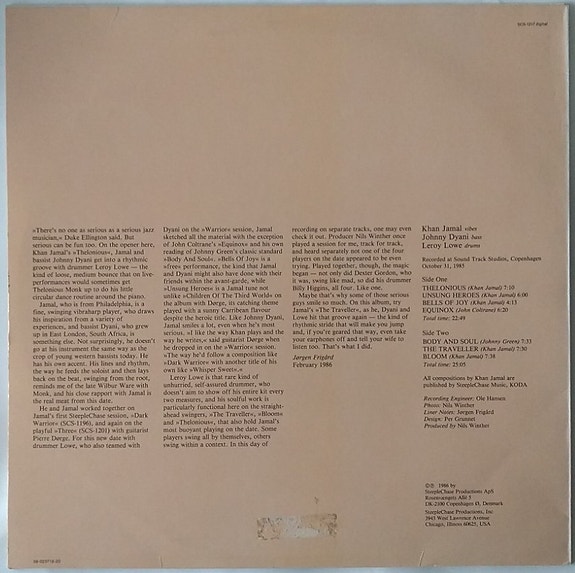 »There's no one as serious as a serious jazz
musician,« Duke Ellington said. But
serious can be fun too. On the opener here,
Khan Jamal's »Thelonious«, Jamal and
bassist Johnny Dyani get into a rhythmic
groove with drummer Leroy Lowe — the
kind of loose, medium bounce that on live-
performances would sometimes get
Thelonious Monk up to do his little
circular dance routine around the piano.
Jamal, who is from Philadelphia, is a
fine, swinging vibraharp player, who draws
his inspiration from a variety of
experiences, and bassist Dyani, who grew
up in East London, South Africa, is
something else. Not surprisingly, he doesn't
go at his instrument the same way as the
crop of young western bassists today. He
has his own accent. His lines and rhythm,
the way he feeds the soloist and then lays
back on the beat, swinging from the root,
reminds me of the late Wilbur Ware with
Monk, and his close rapport with Jamal is
the real meat from this date.
He and Jamal worked together on
Jamal's first SteepleChase session, »Dark
Warrior« (SCS-1196), and again on the
playful »Three« (SCS-1201) with guitarist
Pierre Dørge. For this new date with
drummer Lowe, who also teamed with
Dyani on the »Warrior« session, Jamal
sketched all the material with the exception
of John Coltrane's »Equinox« and his own
reading of Johnny Green's classic standard
»Body And Soul«. »Bells Of Joy« is a
»free« performance, the kind that Jamal
and Dyani might also have done with their
friends within the avant-garde, while
»Unsung Heroes« is a Jamal tune not
unlike »Children Of The Third World« on
the album with Dørge, its catching theme
played with a sunny Carribean flavour
despite the heroic title. Like Johnny Dyani,
Jamal smiles a lot, even when he's most
serious. »I like the way Khan plays and the
way he writes,« said guitarist Dørge when
he dropped in on the »Warrior« session.
»The way he'd follow a composition like
»Dark Warrior« with another title of his
own like »Whisper Sweet«.«
Leroy Lowe is that rare kind of
unhurried, self-assured drummer, who
doesn't aim to show off his entire kit every
two measures, and his soulful work is
particularly functional here on the straight-
ahead swingers, »The Traveller«, »Bloom«
and »Thelonious«, that also hold Jamal's
most buoyant playing on the date. Some
players swing all by themselves, others
swing within a context. In this day of
recording on separate tracks, one may even
check it out. Producer Nils Winther once
played a session for me, track for track,
and heard separately not one of the four
players on the date appeared to be even
trying. Played together, though, the magic
began — not only did Dexter Gordon, who
it was, swing like mad, so did his drummer
Billy Higgins, all four. Like one.
Maybe that's why some of those serious
guys smile so much. On this album, try
Jamal's »The Traveller«, as he, Dyani and
Lowe hit that groove again — the kind of
rhythmic stride that will make you jump
and, if you're geared that way, even take
your earphones off and tell your wife to
listen too. That's what I did.
Jørgen Frigård
February 1986
Khan Jamal vibes
Johnny Dyani bass
Leroy Lowe drums
Recorded at Sound Track Studios, Copenhagen
October 31, 1985
Side One
THELONIOUS (Khan Jamal) 7:10
UNSUNG HEROES (Khan Jamal) 6:00
BELLS OF JOY (Khan Jamal) 4:13
EQUINOX (John Coltrane) 6:20
Total time: 22:49
Side Two
BODY AND SOUL (Johnny Green) 7:33
THE TRAVELLER (Khan Jamal) 7:50
BLOOM (Khan Jamal) 7:38
Total time: 25:05
All compositions by Khan Jamal are
published by SteepleChase Music, KODA
Recording Engineer: Ole Hansen
Photo: Nils Winther
Liner Notes: Jørgen Frigård
Design: Per Grunnet
Produced by Nils Winther
℗© 1986 by
SteepleChase Productions ApS
Rosenvængets Allé 5
DK-2100 Copenhagen Ø, Denmark
SteepleChase Productions, Inc
3943 West Lawrence Avenue
Chicago, Illinois 60625, USA